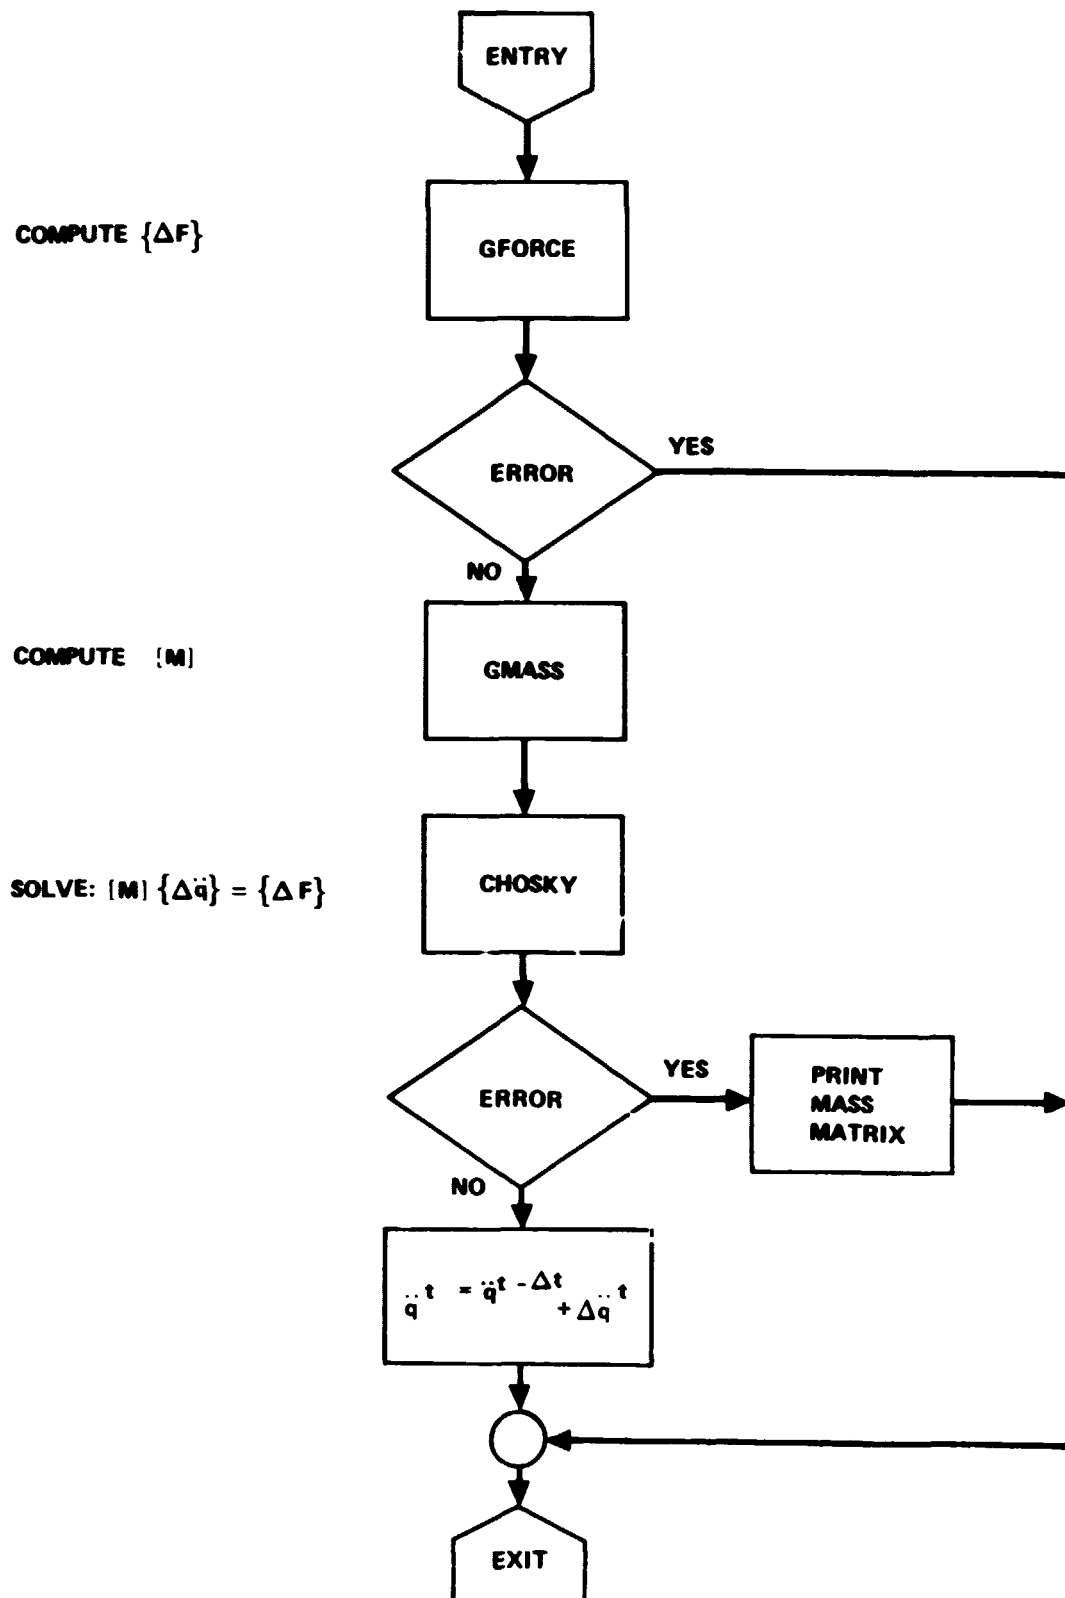 ENTRY
COMPUTE {ΔF}
GFORCE
ERROR
YES
NO
COMPUTE [M]
GMASS
SOLVE: [M] {Δq̈} = {ΔF}
CHOSKY
ERROR
YES
PRINT
MASS
MATRIX
NO
q̈ᵗ = q̈ᵗ ⁻ Δᵗ + Δq̈ᵗ
EXIT